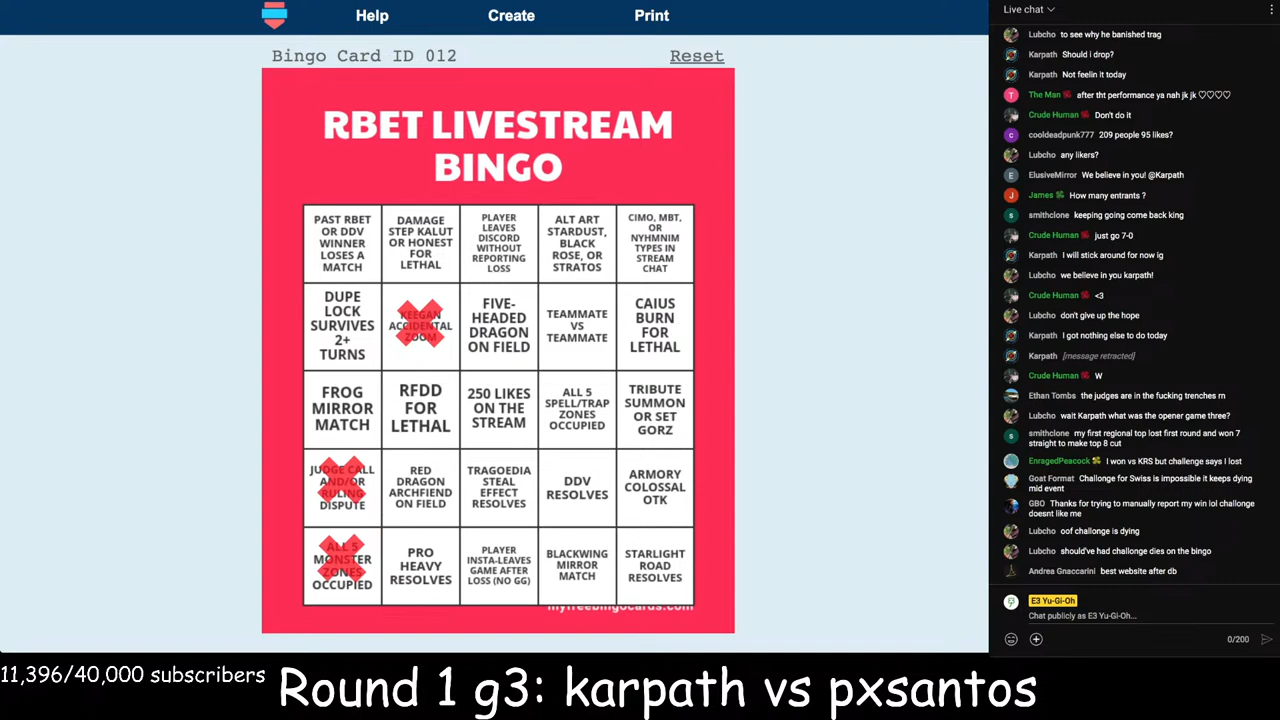 Help Create Print
Bingo Card ID 012 Reset
RBET LIVESTREAM
BINGO
PAST RBET
OR DDV
WINNER
LOSES A
MATCH
DAMAGE
STEP KALUT
OR HONEST
FOR
LETHAL
PLAYER
LEAVES
DISCORD
WITHOUT
REPORTING
LOSS
ALT ART
STARDUST,
BLACK
ROSE, OR
STRATOS
CIMO, MBT,
OR
NYHMNIM
TYPES IN
STREAM
CHAT
DUPE
LOCK
SURVIVES
2+
TURNS
KEEGAN
ACCIDENTAL
ZOOM
FIVE-
HEADED
DRAGON
ON FIELD
TEAMMATE
VS
TEAMMATE
CAIUS
BURN
FOR
LETHAL
FROG
MIRROR
MATCH
RFDD
FOR
LETHAL
250 LIKES
ON THE
STREAM
ALL 5
SPELL/TRAP
ZONES
OCCUPIED
TRIBUTE
SUMMON
OR SET
GORZ
JUDGE CALL
AND/OR
RULING
DISPUTE
RED
DRAGON
ARCHFIEND
ON FIELD
TRAGOEDIA
STEAL
EFFECT
RESOLVES
DDV
RESOLVES
ARMORY
COLOSSAL
OTK
ALL 5
MONSTER
ZONES
OCCUPIED
PRO
HEAVY
RESOLVES
PLAYER
INSTA-LEAVES
GAME AFTER
LOSS (NO GG)
BLACKWING
MIRROR
MATCH
STARLIGHT
ROAD
RESOLVES
myfreebingocards.com
11,396/40,000 subscribers
Round 1 g3: karpath vs pxsantos
Live chat
Lubcho to see why he banished trag
Karpath Should i drop?
Karpath Not feelin it today
T The Man after tht performance ya nah jk jk ♡♡♡♡
Crude Human Don't do it
c cooldeadpunk777 209 people 95 likes?
Lubcho any likers?
E ElusiveMirror We believe in you! @Karpath
J James How many entrants ?
s smithclone keeping going come back king
Crude Human just go 7-0
Karpath I will stick around for now ig
Lubcho we believe in you karpath!
Crude Human <3
Lubcho don't give up the hope
Karpath I got nothing else to do today
Karpath [message retracted]
Crude Human W
Ethan Tombs the judges are in the fucking trenches rn
Lubcho wait Karpath what was the opener game three?
s smithclone my first regional top lost first round and won 7
straight to make top 8 cut
EnragedPeacock I won vs KRS but challenge says I lost
Goat Format Challenge for Swiss is impossible it keeps dying
mid event
GBO Thanks for trying to manually report my win lol challonge
doesnt like me
Lubcho oof challonge is dying
Lubcho should've had challonge dies on the bingo
Andrea Gnaccarini best website after db
E3 Yu-Gi-Oh
Chat publicly as E3 Yu-Gi-Oh...
0/200